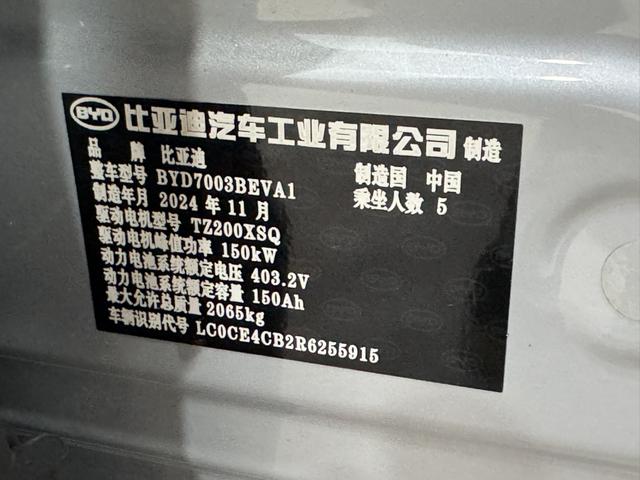 BYD 比亚迪汽车工业有限公司 制造
品 牌 比亚迪
整车型号 BYD7003BEVA1
制造国 中国
制造年月 2024 年 11 月
乘坐人数 5
驱动电机型号 TZ200XSQ
驱动电机峰值功率 150kW
动力电池系统额定电压 403.2V
动力电池系统额定容量 150Ah
最大允许总质量 2065kg
车辆识别代号 LC0CE4CB2R6255915